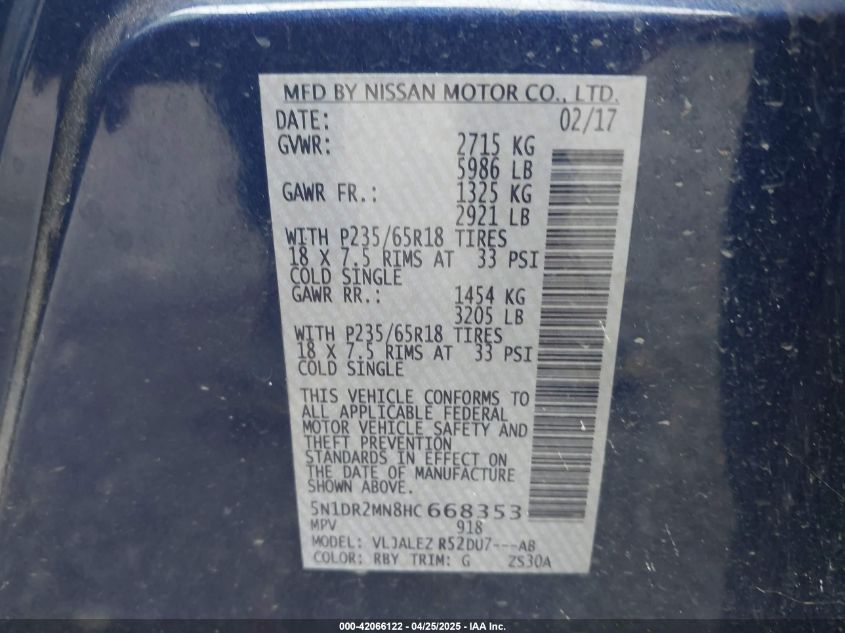 MFD BY NISSAN MOTOR CO., LTD.
DATE: 02/17
GVWR: 2715 KG
5986 LB
GAWR FR.: 1325 KG
2921 LB
WITH P235/65R18 TIRES
18 X 7.5 RIMS AT 33 PSI
COLD SINGLE
GAWR RR.: 1454 KG
3205 LB
WITH P235/65R18 TIRES
18 X 7.5 RIMS AT 33 PSI
COLD SINGLE
THIS VEHICLE CONFORMS TO
ALL APPLICABLE FEDERAL
MOTOR VEHICLE SAFETY AND
THEFT PREVENTION
STANDARDS IN EFFECT ON
THE DATE OF MANUFACTURE
SHOWN ABOVE.
5N1DR2MN8HC668353
MPV 918
MODEL: VLJALEZ R52DU7---AB
COLOR: RBY TRIM: G ZS30A
000-42066122 - 04/25/2025 - IAA Inc.